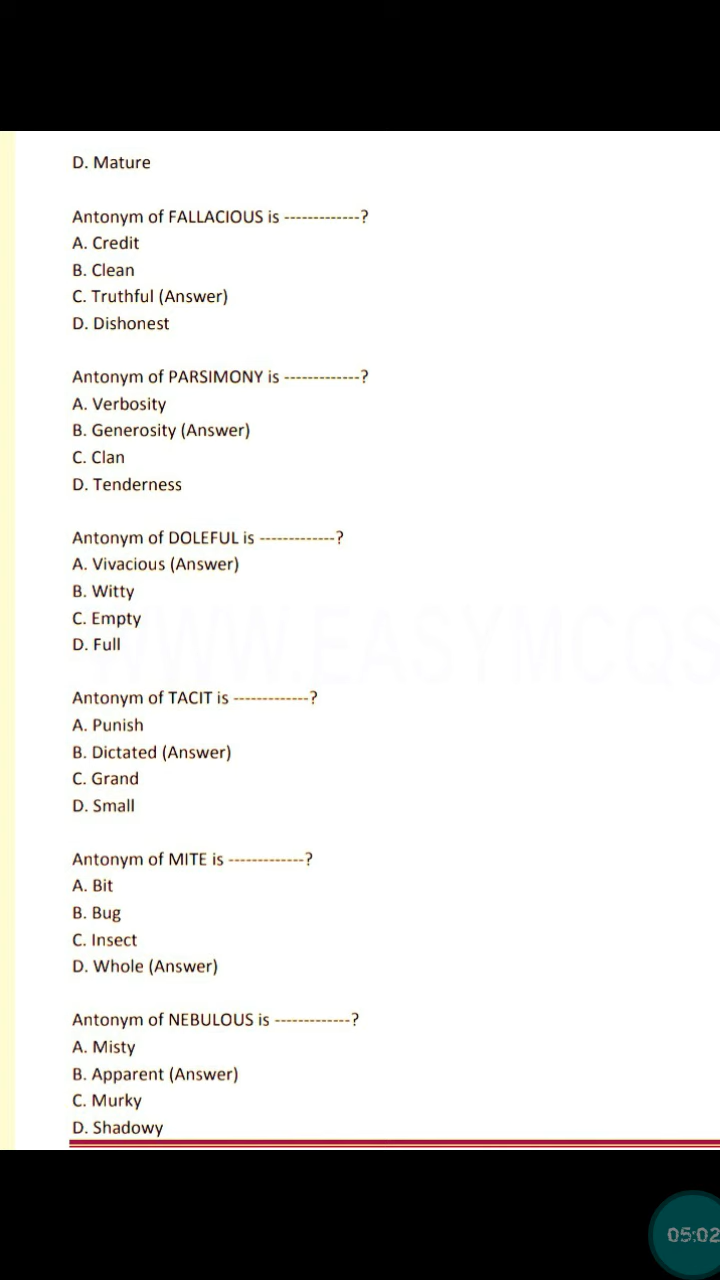 D. Mature
Antonym of FALLACIOUS is -------------?
A. Credit
B. Clean
C. Truthful (Answer)
D. Dishonest
Antonym of PARSIMONY is -------------?
A. Verbosity
B. Generosity (Answer)
C. Clan
D. Tenderness
Antonym of DOLEFUL is -------------?
A. Vivacious (Answer)
B. Witty
C. Empty
D. Full
WWW.EASYMCQS
Antonym of TACIT is -------------?
A. Punish
B. Dictated (Answer)
C. Grand
D. Small
Antonym of MITE is -------------?
A. Bit
B. Bug
C. Insect
D. Whole (Answer)
Antonym of NEBULOUS is -------------?
A. Misty
B. Apparent (Answer)
C. Murky
D. Shadowy
05:02